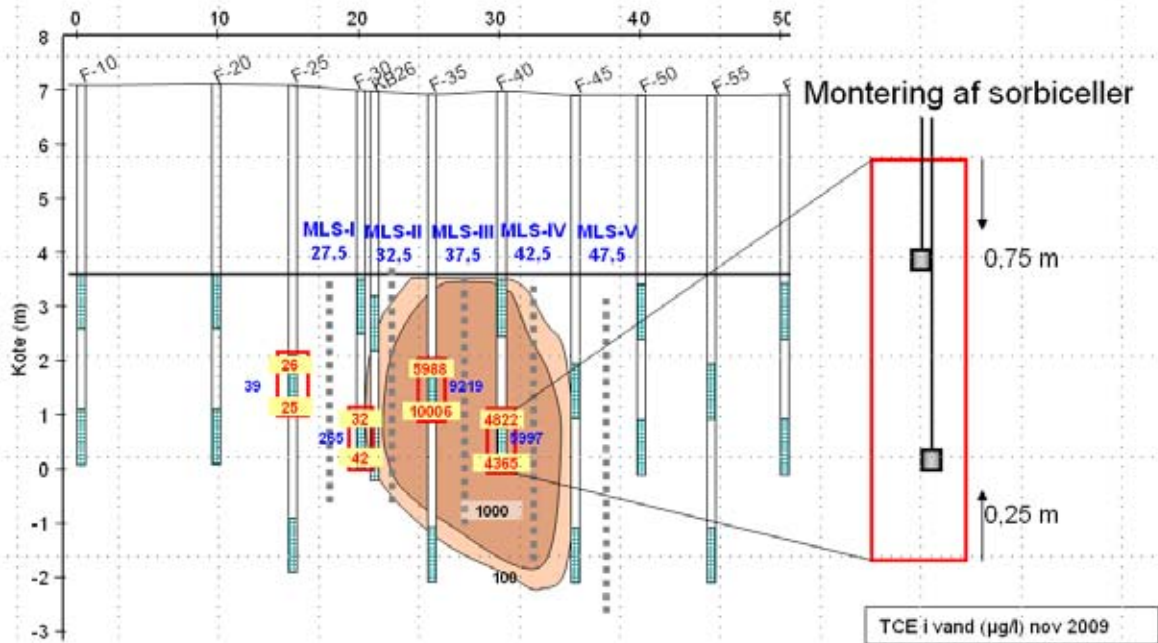 0 10 20 30 40 50
F-10 F-20 F-25 F-30 KB26 F-35 F-40 F-45 F-50 F-55 F
8
7
6
5
4
3
2
1
0
-1
-2
-3
Kote (m)
Montering af sorbiceller
MLS-I MLS-II MLS-III MLS-IV MLS-V
27,5 32,5 37,5 42,5 47,5
0,75 m
26
39
25
5988
9219
10006
32
265
42
4822
5997
4365
1000
100
0,25 m
TCE i vand (µg/l) nov 2009